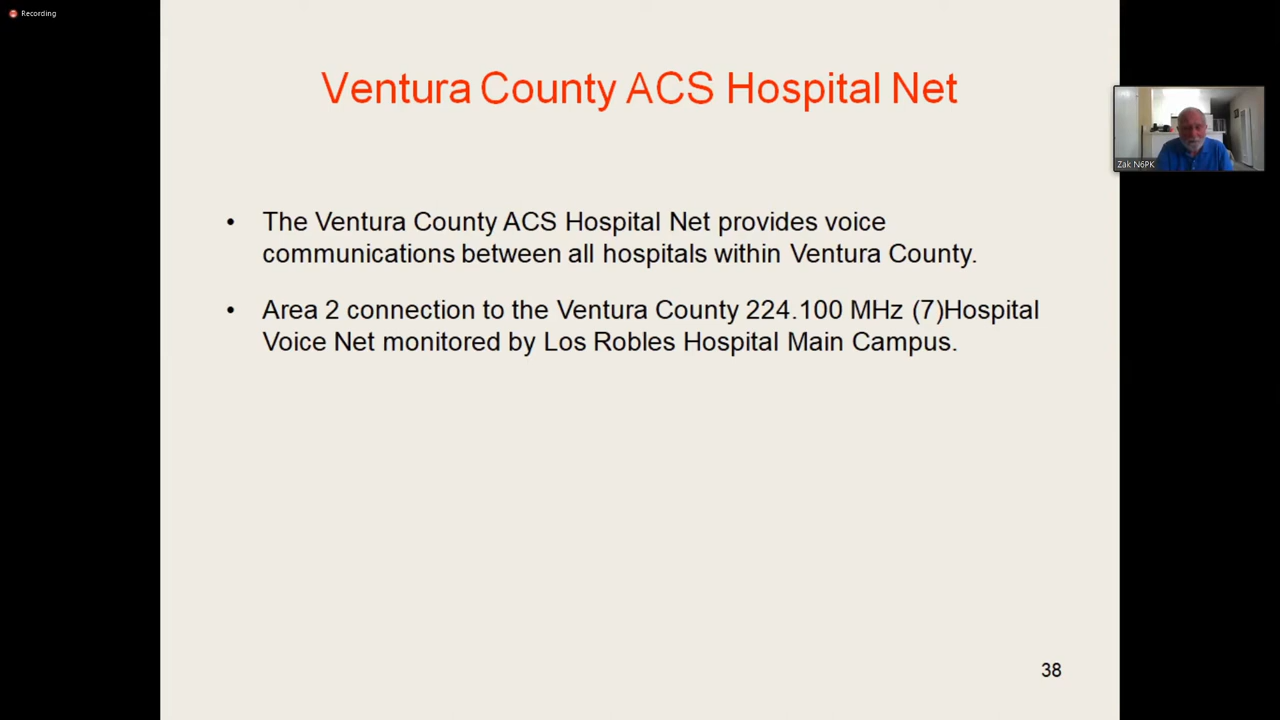 Recording
Ventura County ACS Hospital Net
Zak N6PK
• The Ventura County ACS Hospital Net provides voice
communications between all hospitals within Ventura County.
• Area 2 connection to the Ventura County 224.100 MHz (7)Hospital
Voice Net monitored by Los Robles Hospital Main Campus.
38